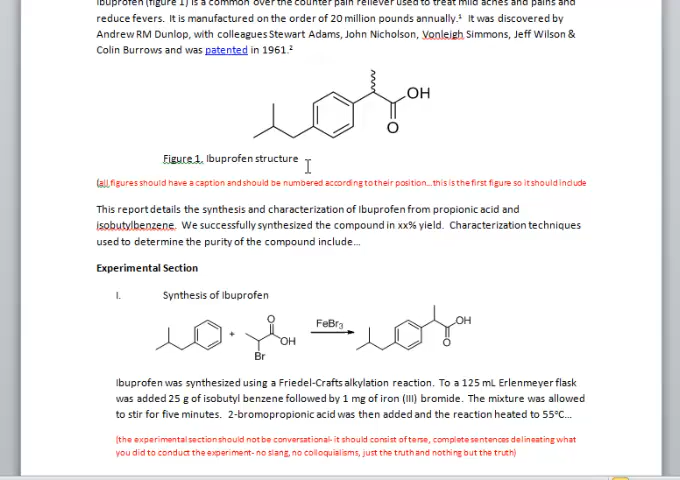 Ibuprofen (figure 1) is a common over the counter pain reliever used to treat mild aches and pains and
reduce fevers. It is manufactured on the order of 20 million pounds annually.¹ It was discovered by
Andrew RM Dunlop, with colleagues Stewart Adams, John Nicholson, Vonleigh Simmons, Jeff Wilson &
Colin Burrows and was patented in 1961.²
OH
O
Figure 1. Ibuprofen structure
(all figures should have a caption and should be numbered according to their position...this is the first figure so it should include
This report details the synthesis and characterization of Ibuprofen from propionic acid and
isobutylbenzene. We successfully synthesized the compound in xx% yield. Characterization techniques
used to determine the purity of the compound include...
Experimental Section
I. Synthesis of Ibuprofen
O
+
OH
Br
FeBr₃
OH
O
Ibuprofen was synthesized using a Friedel-Crafts alkylation reaction. To a 125 mL Erlenmeyer flask
was added 25 g of isobutyl benzene followed by 1 mg of iron (III) bromide. The mixture was allowed
to stir for five minutes. 2-bromopropionic acid was then added and the reaction heated to 55°C...
(the experimental section should not be conversational- it should consist of terse, complete sentences delineating what
you did to conduct the experiment- no slang, no colloquialisms, just the truth and nothing but the truth)